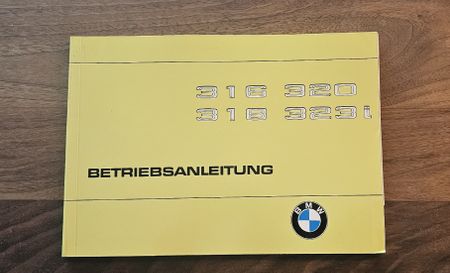 316 320
318 323i
BETRIEBSANLEITUNG
BMW